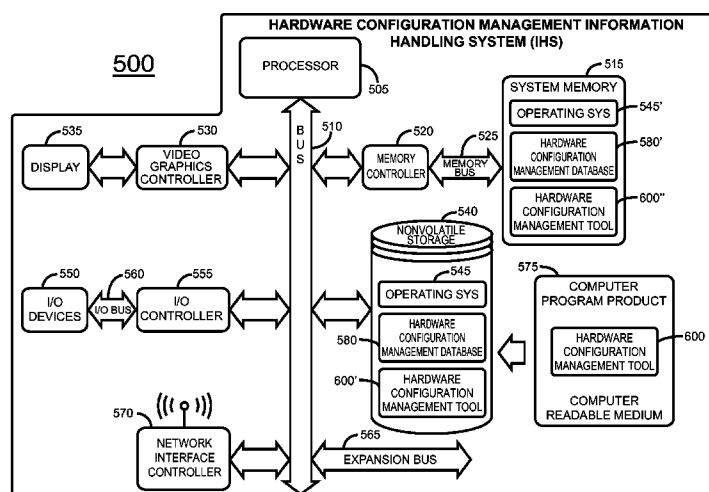 HARDWARE CONFIGURATION MANAGEMENT INFORMATION
HANDLING SYSTEM (IHS)
500
PROCESSOR
505
BUS
510
535
DISPLAY
530
VIDEO
GRAPHICS
CONTROLLER
520
MEMORY
CONTROLLER
525
MEMORY
BUS
515
SYSTEM MEMORY
OPERATING SYS
545'
HARDWARE
CONFIGURATION
MANAGEMENT DATABASE
580'
HARDWARE
CONFIGURATION
MANAGEMENT TOOL
600"
550
I/O
DEVICES
560
I/O BUS
555
I/O
CONTROLLER
540
NONVOLATILE
STORAGE
545
OPERATING SYS
580
HARDWARE
CONFIGURATION
MANAGEMENT DATABASE
600'
HARDWARE
CONFIGURATION
MANAGEMENT TOOL
575
COMPUTER
PROGRAM PRODUCT
HARDWARE
CONFIGURATION
MANAGEMENT TOOL
600
COMPUTER
READABLE MEDIUM
570
NETWORK
INTERFACE
CONTROLLER
565
EXPANSION BUS